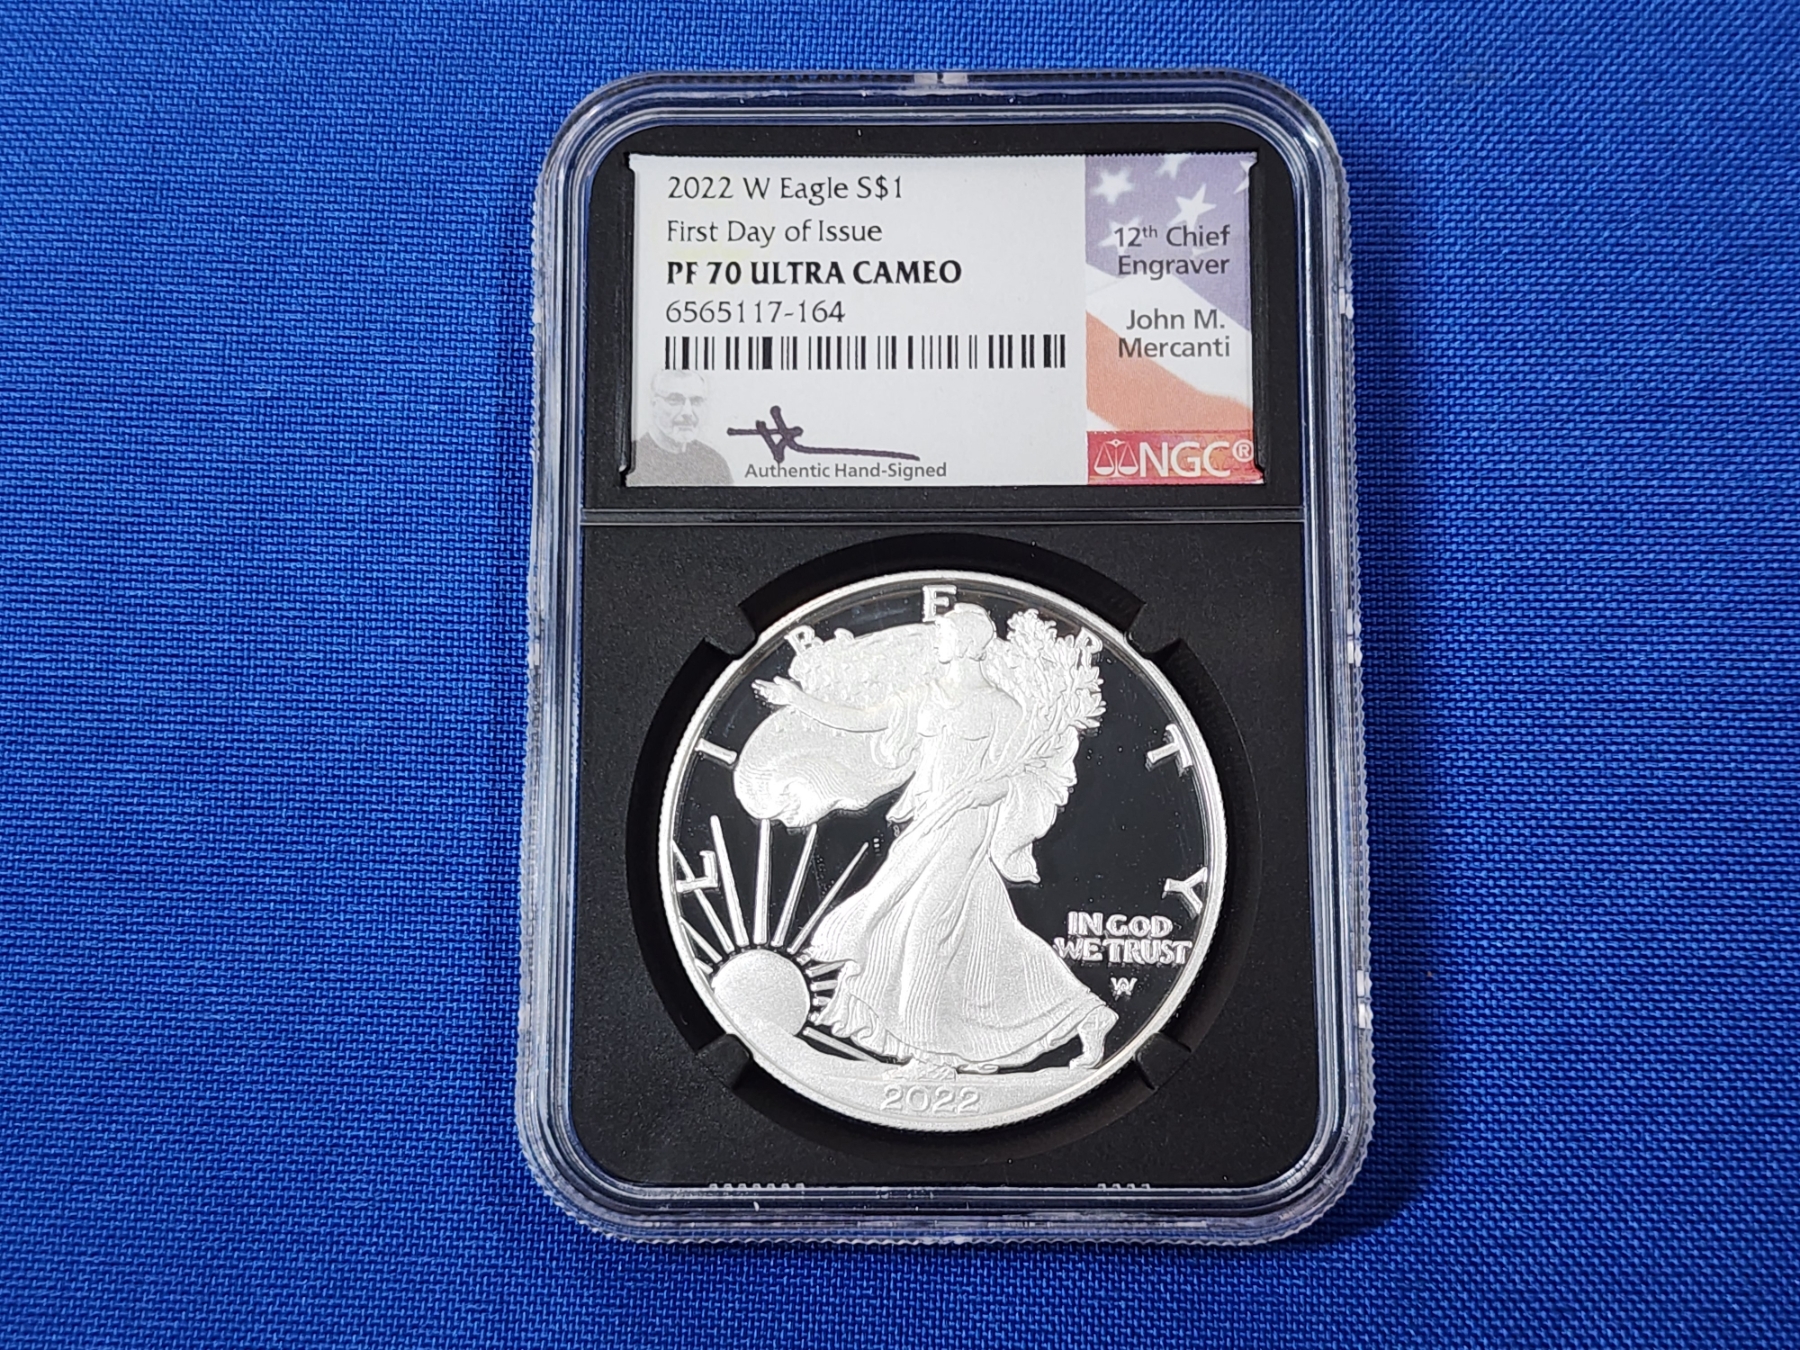 2022 W Eagle S$1
First Day of Issue
PF 70 ULTRA CAMEO
6565117-164
Authentic Hand-Signed
12th Chief
Engraver
John M.
Mercanti
NGC®
LIBERTY
IN GOD
WE TRUST
W
2022